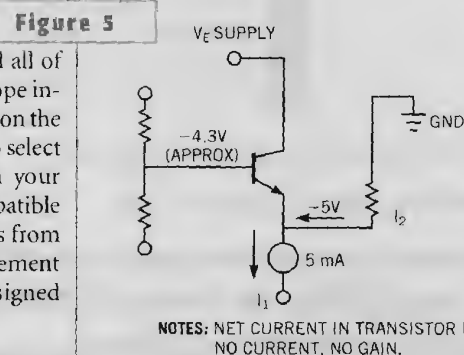 Figure 5
l all of
ope in-
on the
o select
your
patible
s from
ement
signed
VE SUPPLY
−4.3V
(APPROX)
GND
−5V
I2
5 mA
I1
NOTES: NET CURRENT IN TRANSISTOR
NO CURRENT, NO GAIN.